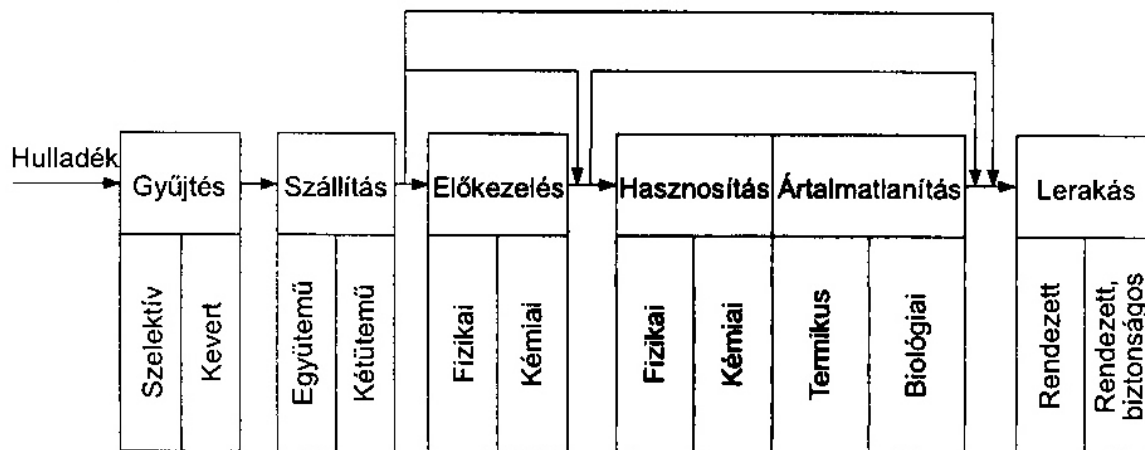 Hulladék
Gyűjtés
Szállítás
Előkezelés
Hasznosítás
Ártalmatlanítás
Lerakás
Szelektív
Kevert
Együtemű
Kétütemű
Fizikai
Kémiai
Fizikai
Kémiai
Termikus
Biológiai
Rendezett
Rendezett,
biztonságos